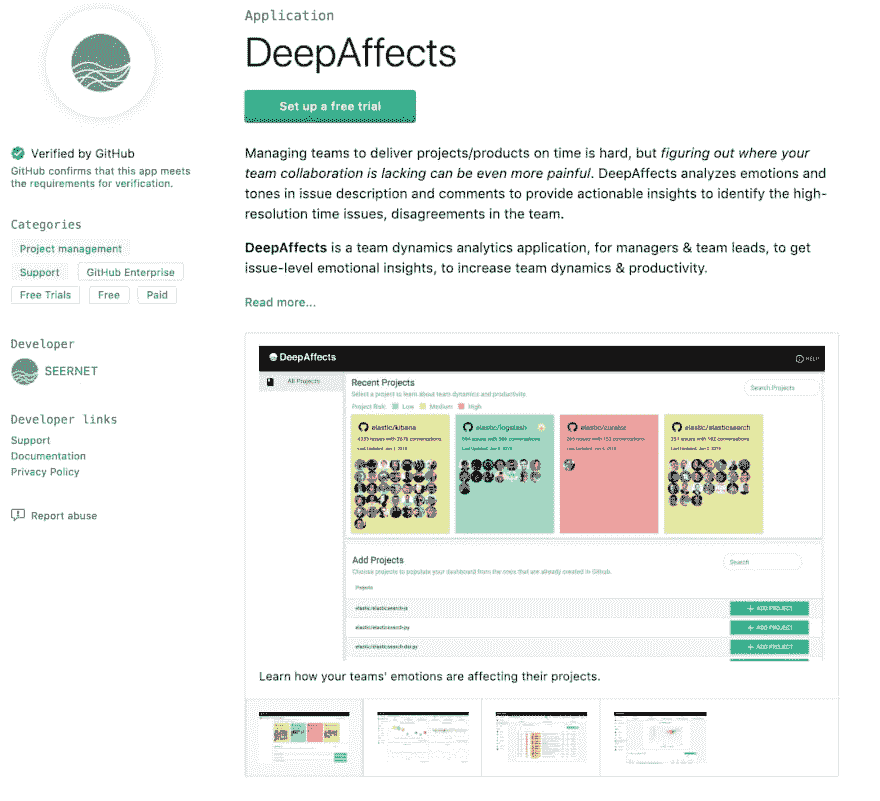 Application
DeepAffects
Set up a free trial
Verified by GitHub
GitHub confirms that this app meets
the requirements for verification.
Categories
Project management
Support
GitHub Enterprise
Free Trials
Free
Paid
Developer
SEERNET
Developer links
Support
Documentation
Privacy Policy
Report abuse
Managing teams to deliver projects/products on time is hard, but figuring out where your
team collaboration is lacking can be even more painful. DeepAffects analyzes emotions and
tones in issue description and comments to provide actionable insights to identify the high-
resolution time issues, disagreements in the team.
DeepAffects is a team dynamics analytics application, for managers & team leads, to get
issue-level emotional insights, to increase team dynamics & productivity.
Read more...
DeepAffects
HELP
All Projects
Recent Projects
Select a project to learn about team dynamics and productivity
Search Projects
Project Risk: Low Medium High
elastic/kibana
elastic/logstash
elastic/curator
elastic/elasticsearch
Add Projects
Choose projects to populate your dashboard from the ones that are already created in Github.
Search
Projects
elastic/elasticsearch-js
+ ADD PROJECT
elastic/elasticsearch-py
+ ADD PROJECT
+ ADD PROJECT
Learn how your teams' emotions are affecting their projects.